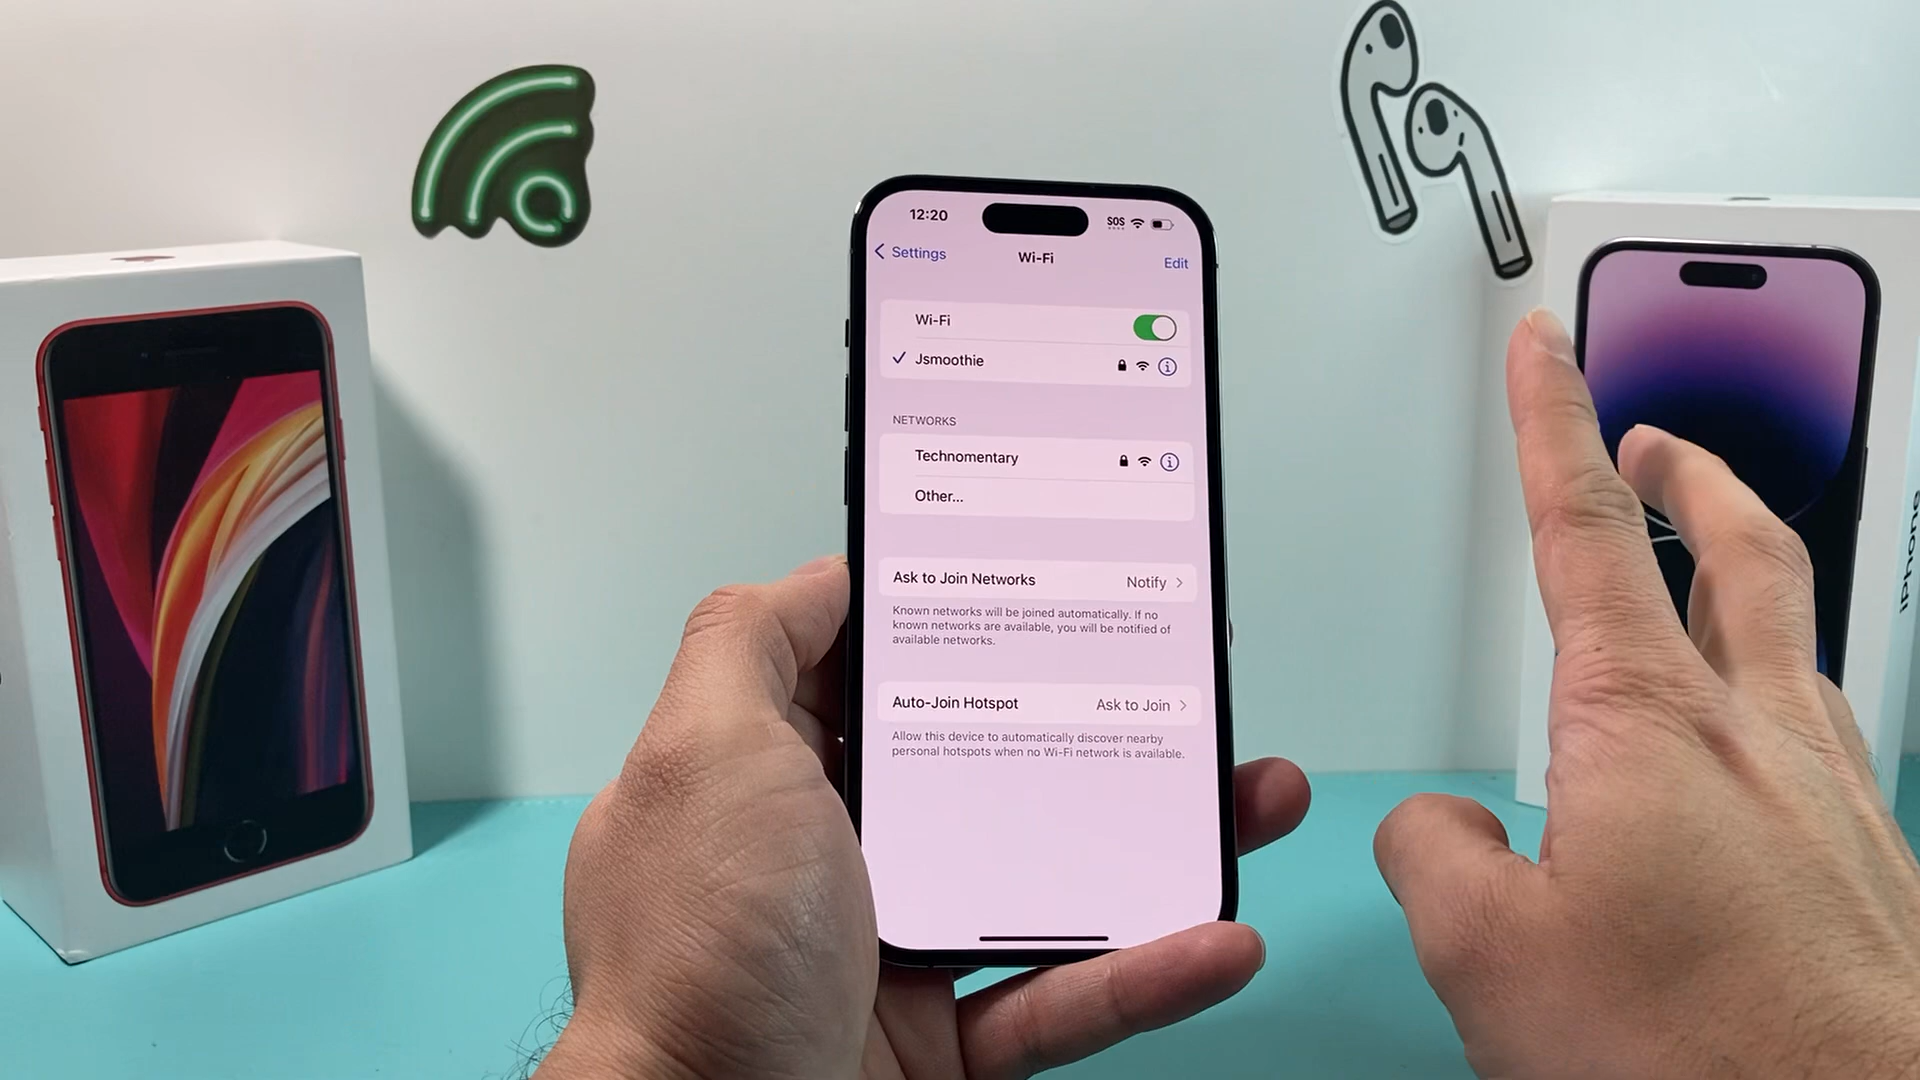 12:20
SOS
Settings
Wi-Fi
Edit
Wi-Fi
Jsmoothie
NETWORKS
Technomentary
Other...
Ask to Join Networks
Notify
Known networks will be joined automatically. If no
known networks are available, you will be notified of
available networks.
Auto-Join Hotspot
Ask to Join
Allow this device to automatically discover nearby
personal hotspots when no Wi-Fi network is available.
iPhone